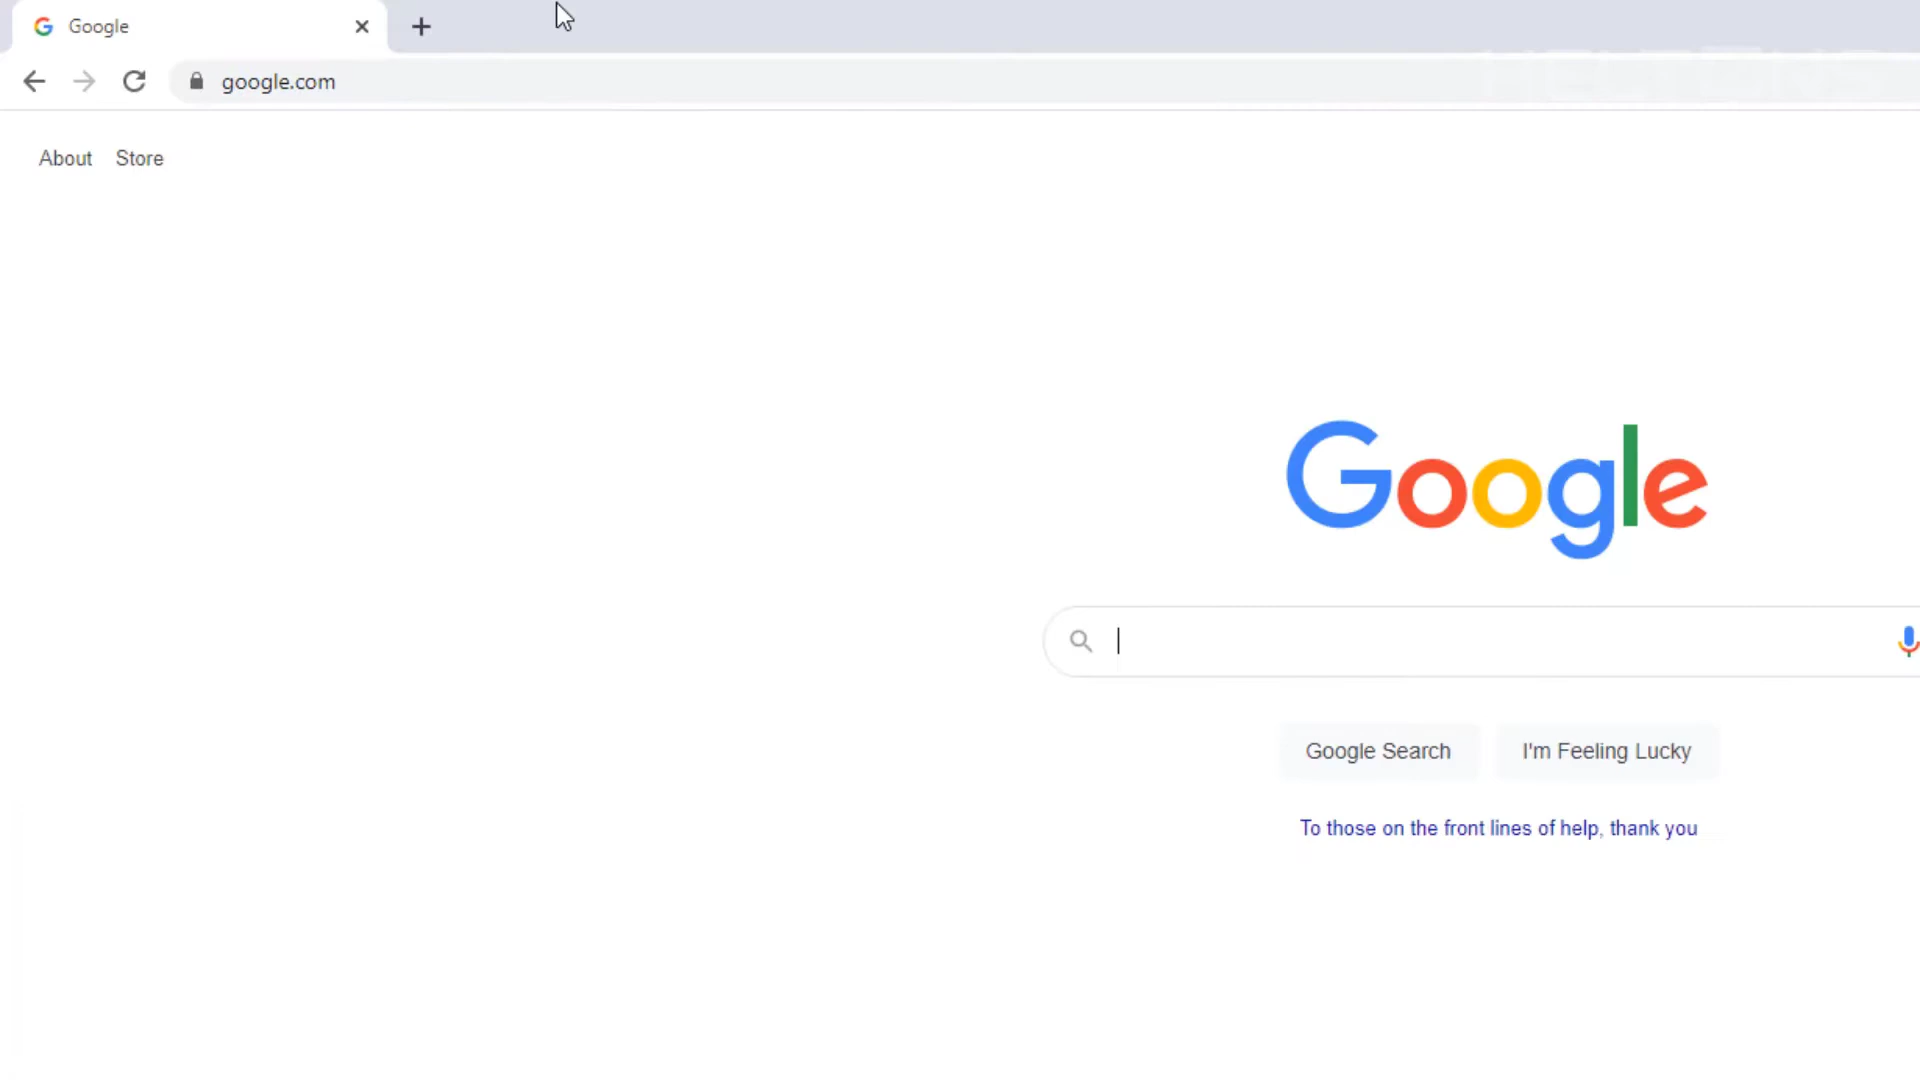 Google
google.com
About Store
Google
Google Search I'm Feeling Lucky
To those on the front lines of help, thank you